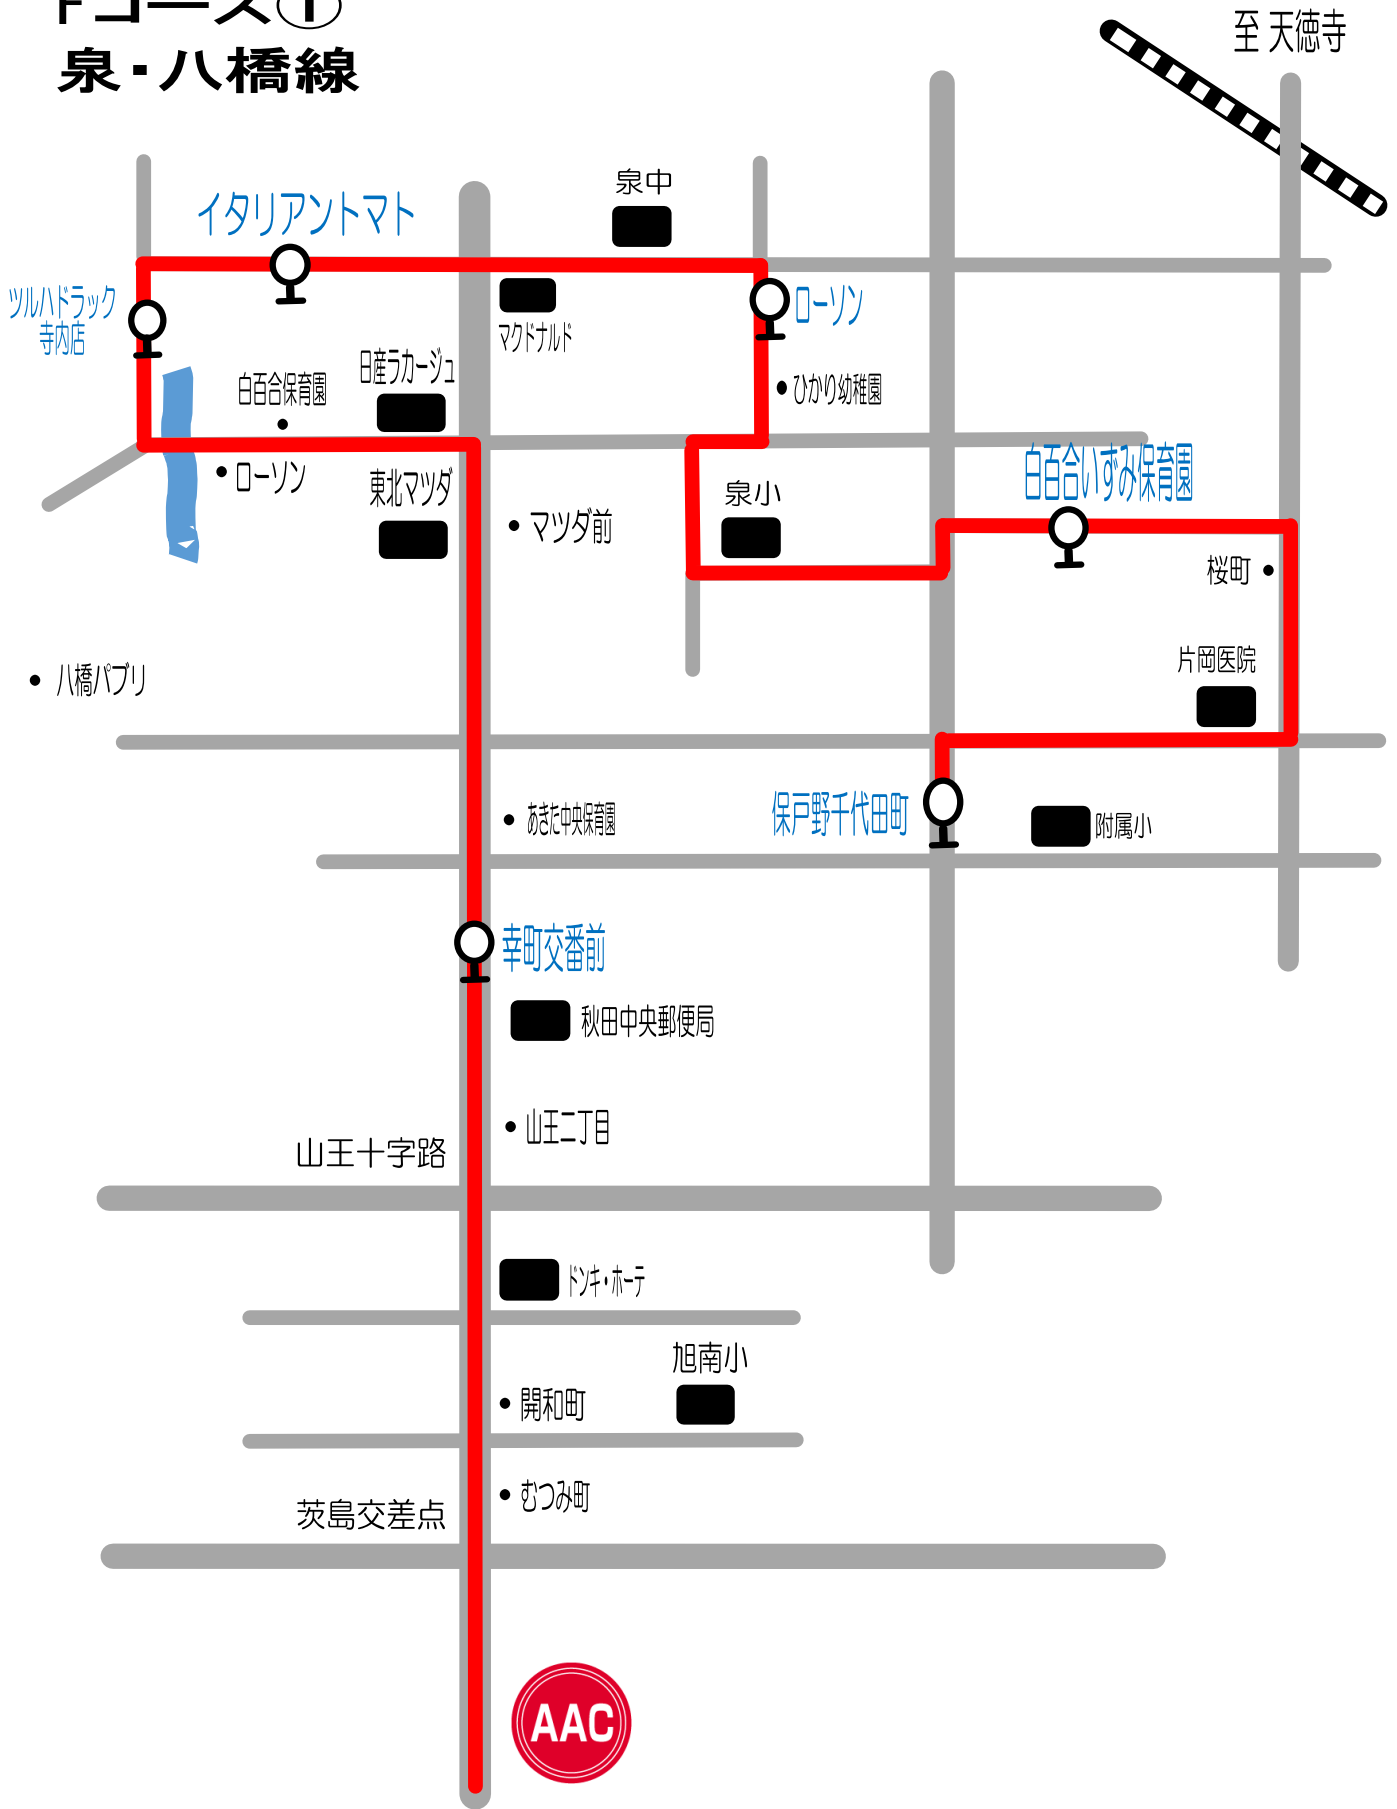 Fコース①
泉・八橋線
至 天徳寺
泉中
イタリアントマト
ツルハドラッグ
寺内店
ローソン
マクドナルド
日産ラカージュ
白百合保育園
ひかり幼稚園
ローソン
東北マツダ
泉小
白百合いずみ保育園
マツダ前
桜町
片岡医院
八橋パブリ
あきた中央保育園
保戸野千代田町
附属小
幸町交番前
秋田中央郵便局
山王二丁目
山王十字路
ドンキ・ホーテ
旭南小
開和町
むつみ町
茨島交差点
AAC